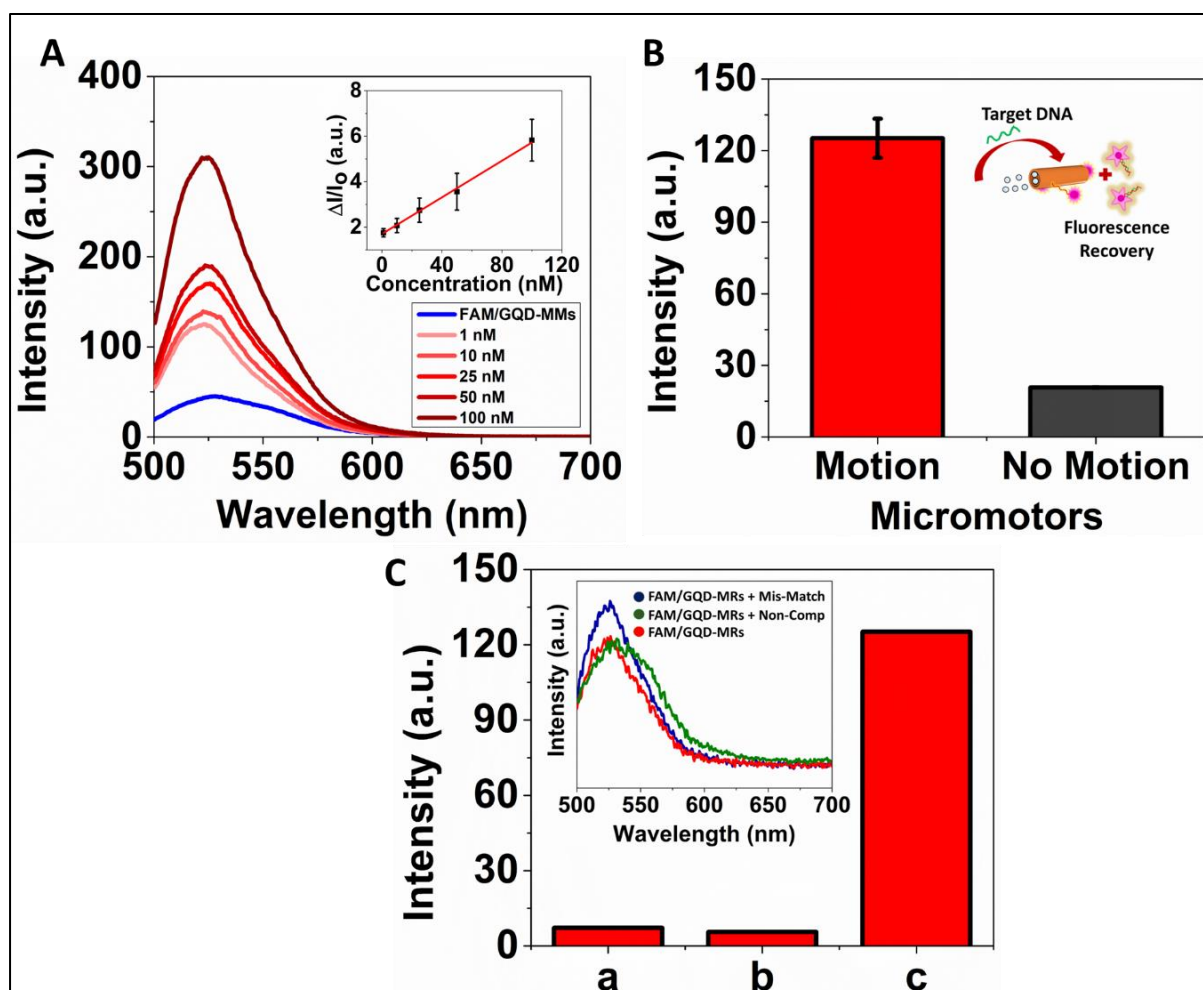 A
Intensity (a.u.)
400
300
200
100
0
500 550 600 650 700
Wavelength (nm)
ΔI/I₀ (a.u.)
8
6
4
2
0 40 80 120
Concentration (nM)
FAM/GQD-MMs
1 nM
10 nM
25 nM
50 nM
100 nM
B
Intensity (a.u.)
150
120
90
60
30
0
Motion No Motion
Micromotors
Target DNA
+
Fluorescence
Recovery
C
Intensity (a.u.)
150
120
90
60
30
0
a b c
FAM/GQD-MRs + Mis-Match
FAM/GQD-MRs + Non-Comp
FAM/GQD-MRs
Intensity (a.u.)
500 550 600 650 700
Wavelength (nm)